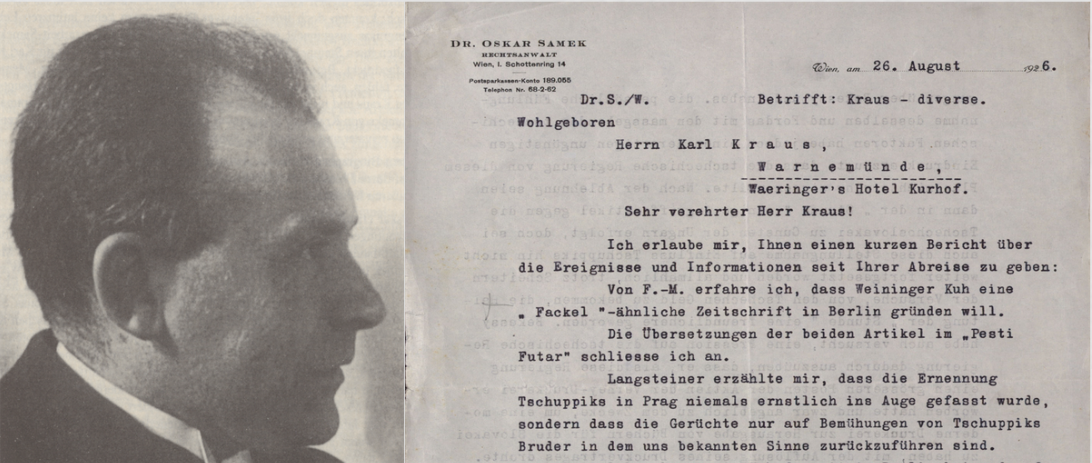 DR. OSKAR SAMEK
RECHTSANWALT
Wien, I. Schottenring 14
Postsparkassen-Konto 189.055
Telephon Nr. 68-2-62
Wien, am 26. August 1926.
Dr.S./W. Betrifft: Kraus - diverse.
Wohlgeboren
Herrn Karl K r a u s ,
W a r n e m ü n d e ,
Waeringer's Hotel Kurhof.
Sehr verehrter Herr Kraus!
Ich erlaube mir, Ihnen einen kurzen Bericht über
die Ereignisse und Informationen seit Ihrer Abreise zu geben:
Von F.-M. erfahre ich, dass Weininger Kuh eine
„ Fackel "-ähnliche Zeitschrift in Berlin gründen will.
Die Übersetzungen der beiden Artikel im „Pesti
Futar" schliesse ich an.
Langsteiner erzählte mir, dass die Ernennung
Tschuppiks in Prag niemals ernstlich ins Auge gefasst wurde,
sondern dass die Gerüchte nur auf Bemühungen von Tschuppiks
Bruder in dem uns bekannten Sinne zurückzuführen sind.